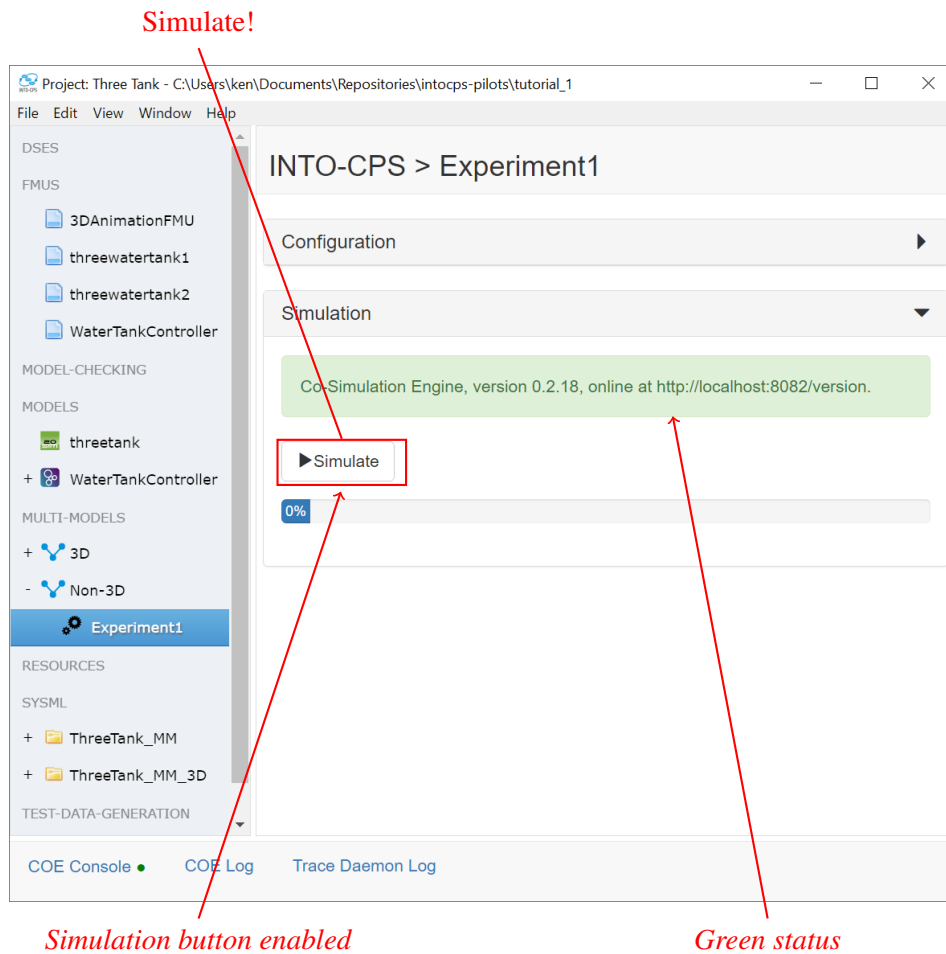 Simulate!
Project: Three Tank - C:\Users\ken\Documents\Repositories\intocps-pilots\tutorial_1
File Edit View Window Help
DSES
FMUS
3DAnimationFMU
threewatertank1
threewatertank2
WaterTankController
MODEL-CHECKING
MODELS
threetank
+ WaterTankController
MULTI-MODELS
+ 3D
- Non-3D
Experiment1
RESOURCES
SYSML
+ ThreeTank_MM
+ ThreeTank_MM_3D
TEST-DATA-GENERATION
INTO-CPS > Experiment1
Configuration
Simulation
Co-Simulation Engine, version 0.2.18, online at http://localhost:8082/version.
Simulate
0%
COE Console COE Log Trace Daemon Log
Simulation button enabled
Green status